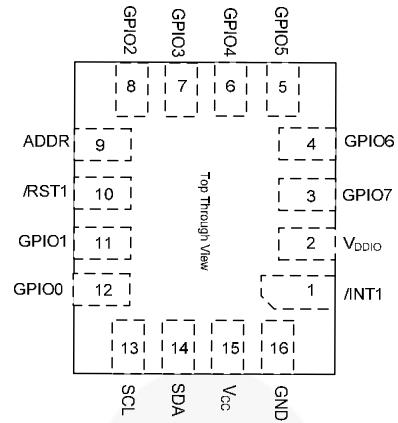 GPIO2
GPIO3
GPIO4
GPIO5
8 7 6 5
ADDR 9
4 GPIO6
/RST1 10
3 GPIO7
GPIO1 11
2 VDDIO
GPIO0 12
1 /INT1
Top Through View
13 14 15 16
SCL
SDA
VCC
GND